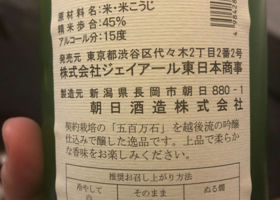 原材料名：米・米こうじ
精米歩合：45%
アルコール分：15度
発売元 東京都渋谷区代々木2丁目2番2号
株式会社ジェイアール東日本商事
製造元 新潟県長岡市朝日880-1
朝日酒造株式会社
契約栽培の「五百万石」を越後流の吟醸
仕込みで醸した逸品です。上品で柔らか
な香味をお楽しみください。
推奨お召し上がり方法
冷やして そのまま ぬる燗